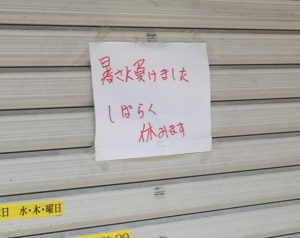 暑さに負けました
しばらく
休みます
日 水・木・曜日